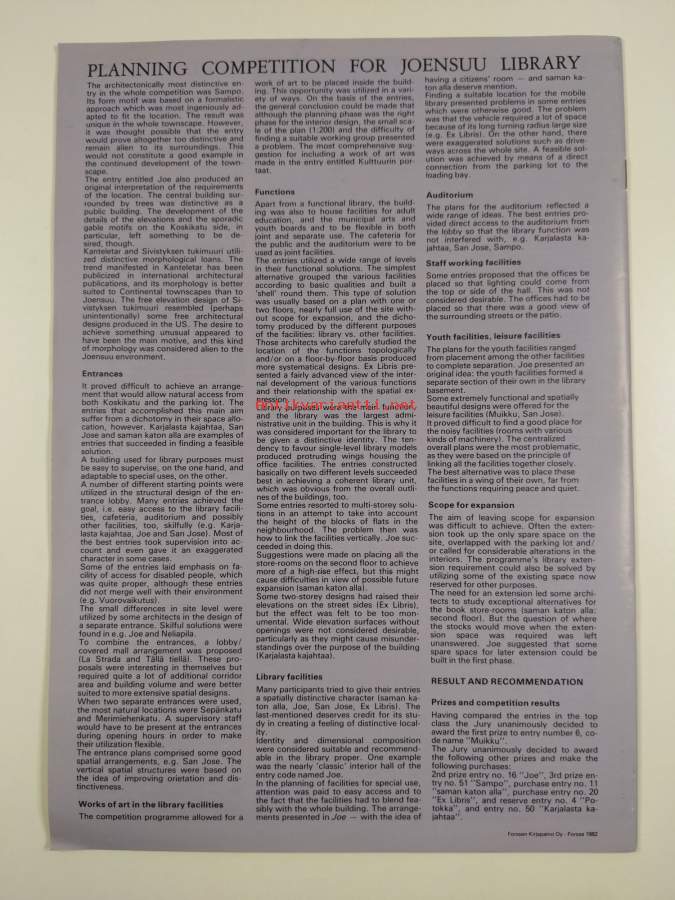 PLANNING COMPETITION FOR JOENSUU LIBRARY
The architectonically most distinctive en-
try in the whole competition was Sampo.
Its form motif was based on a formalistic
approach which was most ingeniously ad-
apted to fit the location. The result was
unique in the whole townscape. However,
it was thought possible that the entry
would prove altogether too distinctive and
remain alien to its surroundings. This
would not constitute a good example in
the continued development of the town-
scape.
The entry entitled Joe also produced an
original interpretation of the requirements
of the location. The central building sur-
rounded by trees was distinctive as a
public building. The development of the
details of the elevations and the sporadic
gable motifs on the Koskikatu side, in
particular, left something to be de-
sired, though.
Kanteletar and Sivistyksen tukimuuri utili-
zed distinctive morphological loans. The
trend manifested in Kanteletar has been
publicized in international architectural
publications, and its morphology is better
suited to Continental townscapes than to
Joensuu. The free elevation design of Si-
vistyksen tukimuuri resembled (perhaps
unintentionally) some free architectural
designs produced in the US. The desire to
achieve something unusual appeared to
have been the main motive, and this kind
of morphology was considered alien to the
Joensuu environment.
Entrances
It proved difficult to achieve an arrange-
ment that would allow natural access from
both Koskikatu and the parking lot. The
entries that accomplished this main aim
suffer from a dichotomy in their space allo-
cation, however. Karjalasta kajahtaa, San
Jose and saman katon alla are examples of
entries that succeeded in finding a feasible
solution.
A building used for library purposes must
be easy to supervise, on the one hand, and
adaptable to special uses, on the other.
A number of different starting points were
utilized in the structural design of the en-
trance lobby. Many entries achieved the
goal, i.e. easy access to the library facili-
ties, cafeteria, auditorium and possibly
other facilities, too, skilfully (e.g. Karja-
lasta kajahtaa, Joe and San Jose). Most of
the best entries took supervision into ac-
count and even gave it an exaggerated
character in some cases.
Some of the entries laid emphasis on fa-
cility of access for disabled people, which
was quite proper, although these entries
did not merge well with their environment
(e.g. Vuorovaikutus).
The small differences in site level were
utilized by some architects in the design of
a separate entrance. Skilful solutions were
found in e.g. Joe and Neliapila.
To combine the entrances, a lobby/
covered mall arrangement was proposed
(La Strada and Tällä tiellä). These pro-
posals were interesting in themselves but
required quite a lot of additional corridor
area and building volume and were better
suited to more extensive spatial designs.
When two separate entrances were used,
the most natural locations were Sepänkatu
and Merimiehenkatu. A supervisory staff
would have to be present at the entrances
during opening hours in order to make
their utilization flexible.
The entrance plans comprised some good
spatial arrangements, e.g. San Jose. The
vertical spatial structures were based on
the idea of improving orietation and dis-
tinctiveness.
Works of art in the library facilities
The competition programme allowed for a
work of art to be placed inside the build-
ing. This opportunity was utilized in a vari-
ety of ways. On the basis of the entries,
the general conclusion could be made that
although the planning phase was the right
phase for the interior design, the small sca-
le of the plan (1:200) and the difficulty of
finding a suitable working group presented
a problem. The most comprehensive sug-
gestion for including a work of art was
made in the entry entitled Kulttuurin por-
taat.
Functions
Apart from a functional library, the build-
ing was also to house facilities for adult
education, and the municipal arts and
youth boards and to be flexible in both
joint and separate use. The cafeteria for
the public and the auditorium were to be
used as joint facilities.
The entries utilized a wide range of levels
in their functional solutions. The simplest
alternative grouped the various facilities
according to basic qualities and built a
'shell' round them. This type of solution
was usually based on a plan with one or
two floors, nearly full use of the site with-
out scope for expansion, and the dicho-
tomy produced by the different purposes
of the facilities: library vs. other facilities.
Those architects who carefully studied the
location of the functions topologically
and/or on a floor-by-floor basis produced
more systematical designs. Ex Libris pre-
sented a fairly advanced view of the inter-
nal development of the various functions
and their relationship with the spatial ex-
pression.
Library purposes were the main function,
and the library was the largest admi-
nistrative unit in the building. This is why it
was considered important for the library to
be given a distinctive identity. The ten-
dency to favour single-level library models
produced protruding wings housing the
office facilities. The entries constructed
basically on two different levels succeeded
best in achieving a coherent library unit,
which was obvious from the overall outli-
nes of the buildings, too.
Some entries resorted to multi-storey solu-
tions in an attempt to take into account
the height of the blocks of flats in the
neighbourhood. The problem then was
how to link the facilities vertically. Joe suc-
ceeded in doing this.
Suggestions were made on placing all the
store-rooms on the second floor to achieve
more of a high-rise effect, but this might
cause difficulties in view of possible future
expansion (saman katon alla).
Some two-storey designs had raised their
elevations on the street sides (Ex Libris),
but the effect was felt to be too mon-
umental. Wide elevation surfaces without
openings were not considered desirable,
particularly as they might cause misunder-
standings over the purpose of the building
(Karjalasta kajahtaa).
Library facilities
Many participants tried to give their entries
a spatially distinctive character (saman ka-
ton alla, Joe, San Jose, Ex Libris). The
last-mentioned deserves credit for its stu-
dy in creating a feeling of distinctive local-
ity.
Identity and dimensional composition
were considered suitable and recommend-
able in the library proper. One example
was the nearly 'classic' interior hall of the
entry code named Joe.
In the planning of facilities for special use,
attention was paid to easy access and to
the fact that the facilities had to blend fea-
sibly with the whole building. The arrange-
ments presented in Joe — with the idea of
having a citizens' room — and saman ka-
ton alla deserve mention.
Finding a suitable location for the mobile
library presented problems in some entries
which were otherwise good. The problem
was that the vehicle required a lot of space
because of its long turning radius large size
(e.g. Ex Libris). On the other hand, there
were exaggerated solutions such as drive-
ways across the whole site. A feasible sol-
ution was achieved by means of a direct
connection from the parking lot to the
loading bay.
Auditorium
The plans for the auditorium reflected a
wide range of ideas. The best entries pro-
vided direct access to the auditorium from
the lobby so that the library function was
not interfered with, e.g. Karjalasta ka-
jahtaa, San Jose, Sampo.
Staff working facilities
Some entries proposed that the offices be
placed so that lighting could come from
the top or side of the hall. This was not
considered desirable. The offices had to be
placed so that there was a good view of
the surrounding streets or the patio.
Youth facilities, leisure facilities
The plans for the youth facilities ranged
from placement among the other facilities
to complete separation. Joe presented an
original idea: the youth facilities formed a
separate section of their own in the library
basement.
Some extremely functional and spatially
beautiful designs were offered for the
leisure facilities (Muikku, San Jose).
It proved difficult to find a good place for
the noisy facilities (rooms with various
kinds of machinery). The centralized
overall plans were the most problematic,
as they were based on the principle of
linking all the facilities together closely.
The best alternative was to place these
facilities in a wing of their own, far from
the functions requiring peace and quiet.
Scope for expansion
The aim of leaving scope for expansion
was difficult to achieve. Often the exten-
sion took up the only spare space on the
site, overlapped with the parking lot and/
or called for considerable alterations in the
interiors. The programme's library exten-
sion requirement could also be solved by
utilizing some of the existing space now
reserved for other purposes.
The need for an extension led some archi-
tects to study exceptional alternatives for
the book store-rooms (saman katon alla:
second floor). But the question of where
the stocks would move when the exten-
sion space was required was left
unanswered. Joe suggested that some
spare space for later extension could be
built in the first phase.
RESULT AND RECOMMENDATION
Prizes and competition results
Having compared the entries in the top
class the Jury unanimously decided to
award the first prize to entry number 6, co-
de name "Muikku".
The Jury unanimously decided to award
the following other prizes and make the
following purchases:
2nd prize entry no. 16 "Joe", 3rd prize en-
try no. 51 "Sampo", purchase entry no. 11
"saman katon alla", purchase entry no. 20
"Ex Libris", and reserve entry no. 4 "Po-
tokka", and entry no. 50 "Karjalasta ka-
jahtaa".
Forssan Kirjapaino Oy - Forssa 1982
antikvariaatti.net